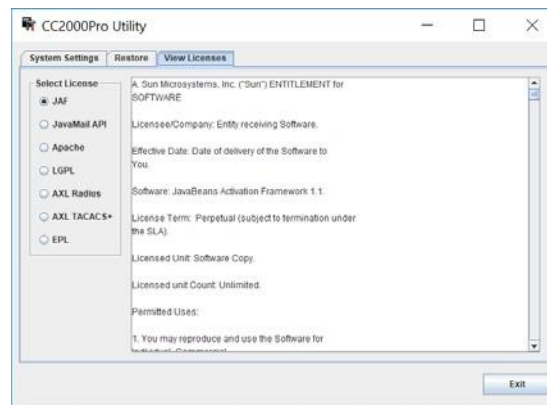 CC2000Pro Utility
System Settings
Restore
View Licenses
Select License
JAF
JavaMail API
Apache
LGPL
AXL Radius
AXL TACACS+
EPL
A. Sun Microsystems, Inc. ("Sun") ENTITLEMENT for
SOFTWARE
Licensee/Company: Entity receiving Software.
Effective Date: Date of delivery of the Software to
You.
Software: JavaBeans Activation Framework 1.1.
License Term: Perpetual (subject to termination under
the SLA).
Licensed Unit: Software Copy.
Licensed unit Count: Unlimited.
Permitted Uses:
1. You may reproduce and use the Software for
Individual, Commercial,
Exit